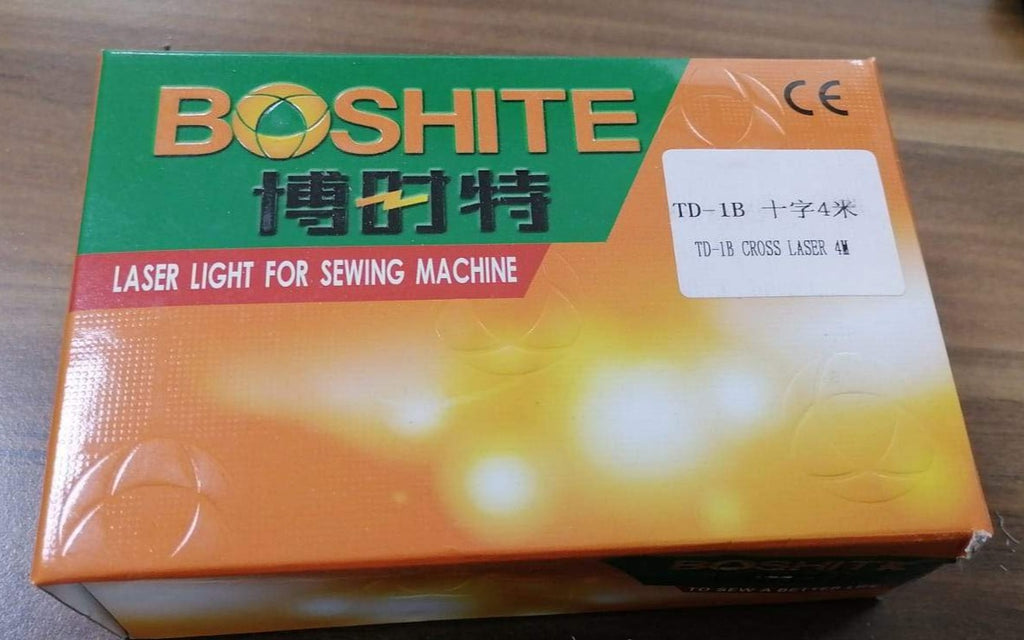 BOSHITE
博时特
LASER LIGHT FOR SEWING MACHINE
CE
TD-1B 十字4米
TD-1B CROSS LASER 4M
BOSHITE
TO SEW A BETTER